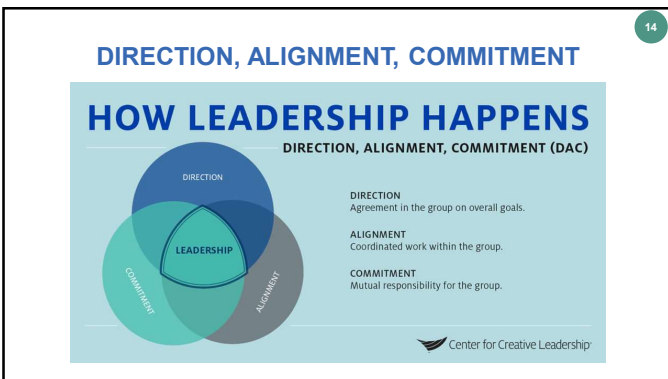 14
DIRECTION, ALIGNMENT, COMMITMENT
HOW LEADERSHIP HAPPENS
DIRECTION, ALIGNMENT, COMMITMENT (DAC)
DIRECTION
LEADERSHIP
COMMITMENT
ALIGNMENT
DIRECTION
Agreement in the group on overall goals.
ALIGNMENT
Coordinated work within the group.
COMMITMENT
Mutual responsibility for the group.
Center for Creative Leadership